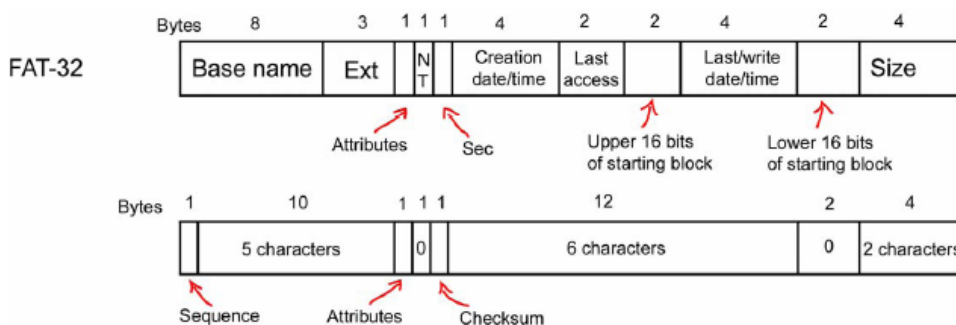 Bytes 8 3 1 1 1 4 2 2 4 2 4
FAT-32 Base name Ext NT Creation date/time Last access Last/write date/time Size
Attributes Sec Upper 16 bits of starting block Lower 16 bits of starting block
Bytes 1 10 1 1 1 12 2 4
5 characters 0 6 characters 0 2 characters
Sequence Attributes Checksum